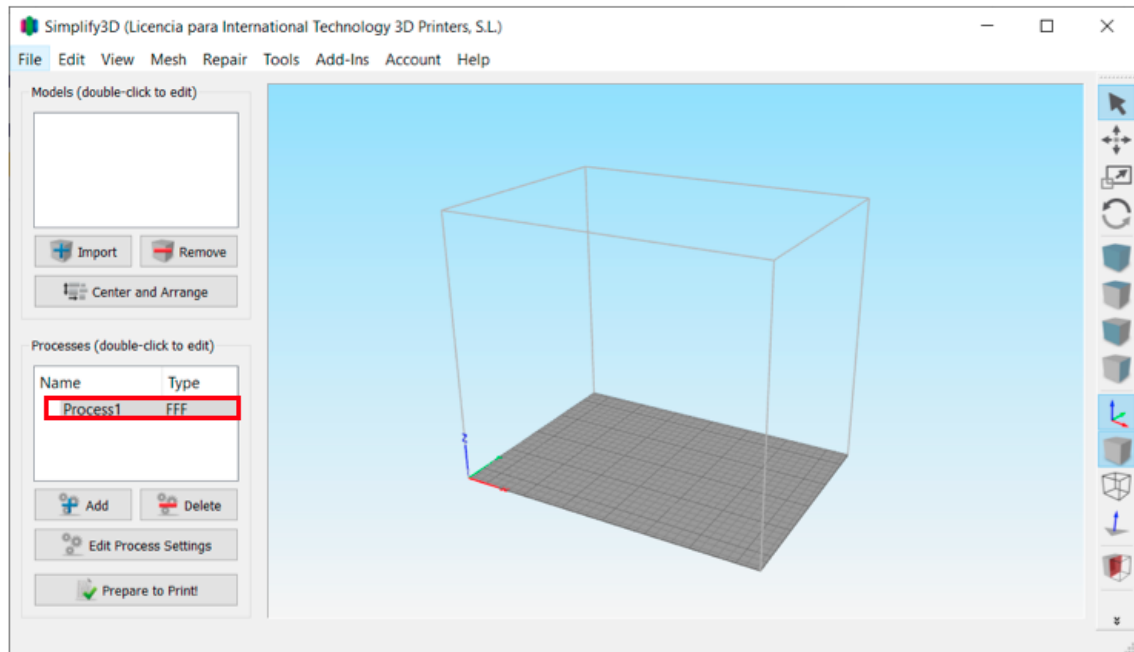 Simplify3D (Licencia para International Technology 3D Printers, S.L.)
File Edit View Mesh Repair Tools Add-Ins Account Help
Models (double-click to edit)
Import Remove
Center and Arrange
Processes (double-click to edit)
Name Type
Process1 FFF
Add Delete
Edit Process Settings
Prepare to Print!
Z